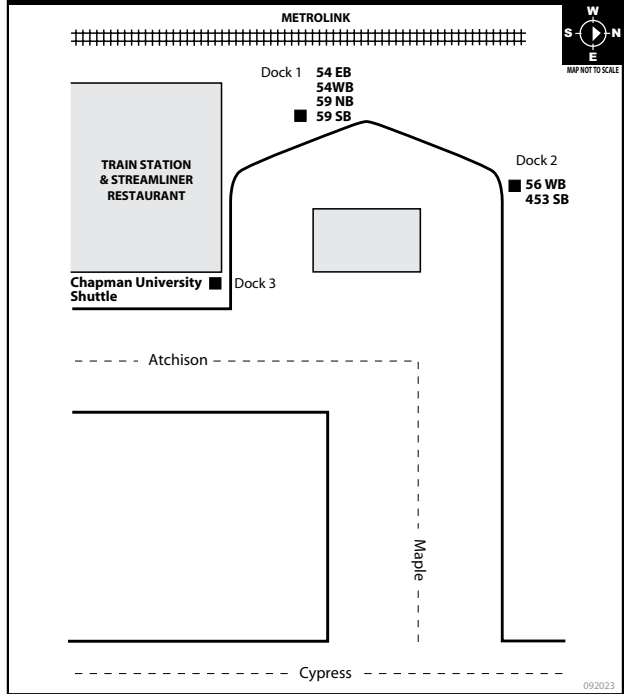 METROLINK
W
S N
E
MAP NOT TO SCALE
Dock 1 54 EB
54WB
59 NB
59 SB
Dock 2
56 WB
453 SB
TRAIN STATION
& STREAMLINER
RESTAURANT
Chapman University
Shuttle
Dock 3
Atchison
Maple
Cypress
092023